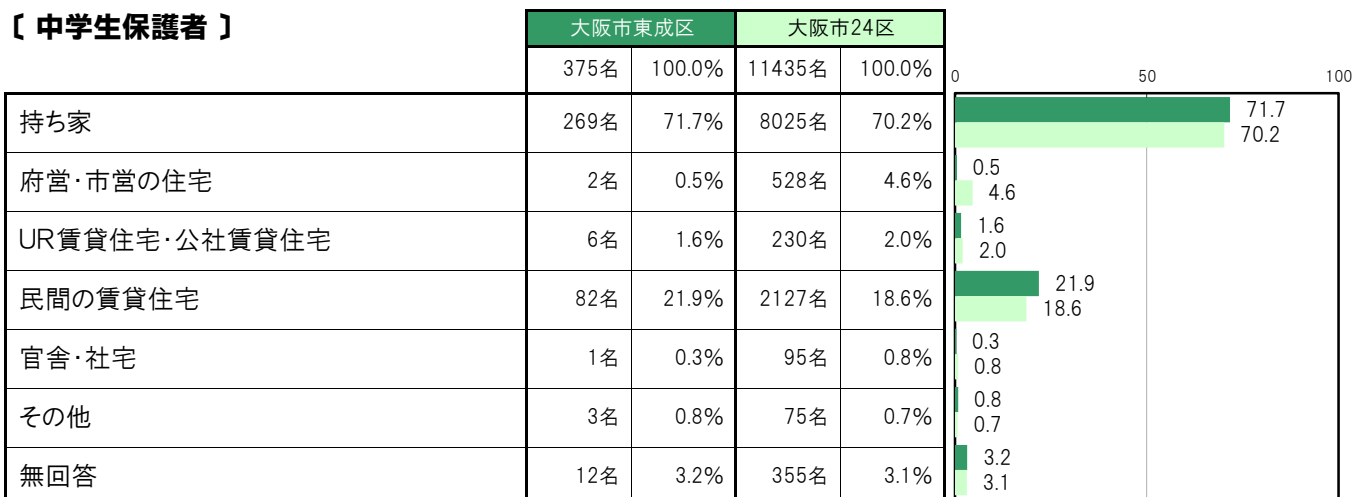 〔 中学生保護者 〕
大阪市東成区 大阪市24区
375名 100.0% 11435名 100.0%
0 50 100
持ち家 269名 71.7% 8025名 70.2%
71.7
70.2
府営･市営の住宅 2名 0.5% 528名 4.6%
0.5
4.6
UR賃貸住宅･公社賃貸住宅 6名 1.6% 230名 2.0%
1.6
2.0
民間の賃貸住宅 82名 21.9% 2127名 18.6%
21.9
18.6
官舎･社宅 1名 0.3% 95名 0.8%
0.3
0.8
その他 3名 0.8% 75名 0.7%
0.8
0.7
無回答 12名 3.2% 355名 3.1%
3.2
3.1